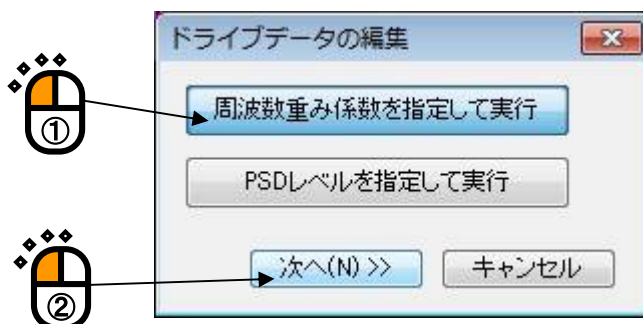 ドライブデータの編集
周波数重み係数を指定して実行
①
PSDレベルを指定して実行
次へ(N) >>
キャンセル
②